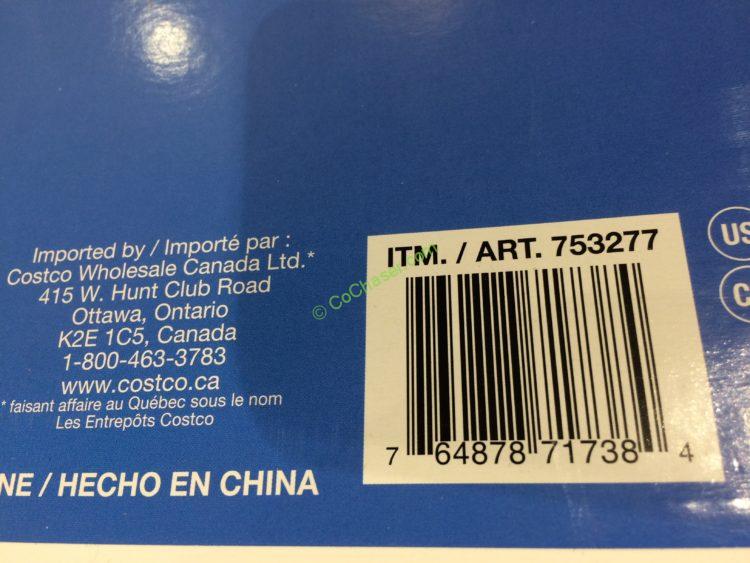 Imported by / Importé par :
Costco Wholesale Canada Ltd.*
415 W. Hunt Club Road
Ottawa, Ontario
K2E 1C5, Canada
1-800-463-3783
www.costco.ca
* faisant affaire au Québec sous le nom
Les Entrepôts Costco
NE / HECHO EN CHINA
ITM. / ART. 753277
7 64878 71738 4
© CoChaser.com
US
C